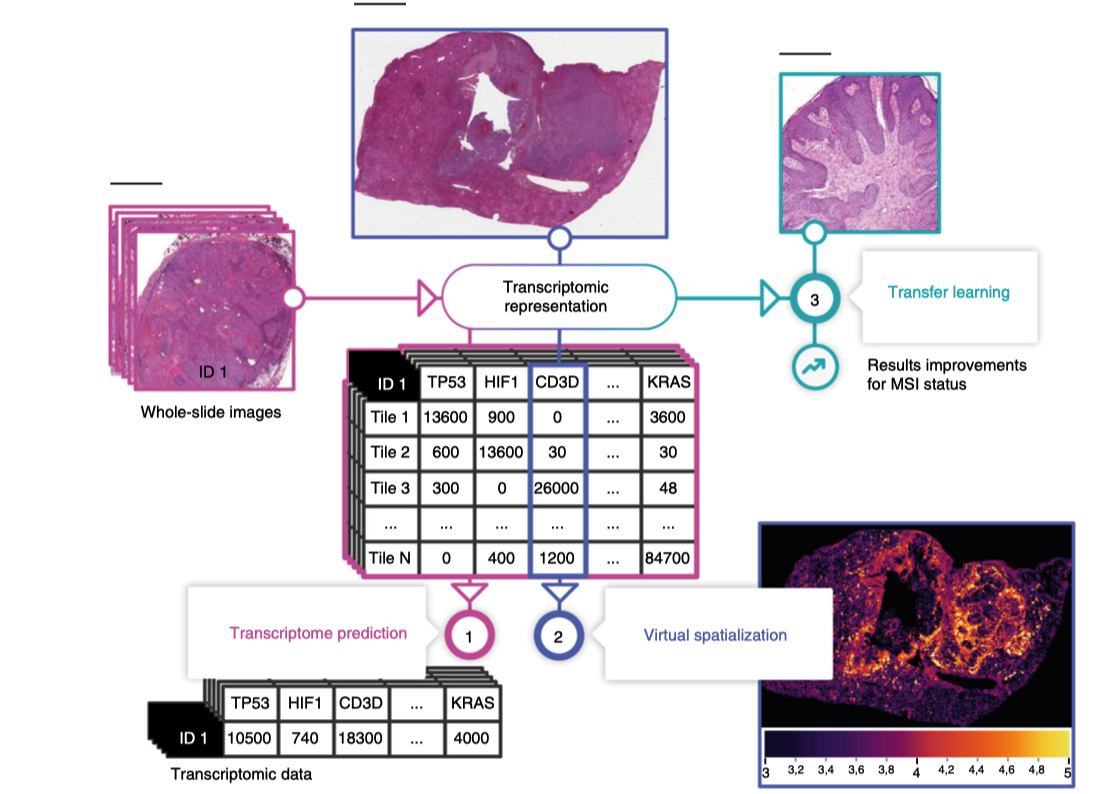 ID 1
Whole-slide images
Transcriptomic
representation
3
Transfer learning
Results improvements
for MSI status
ID 1 TP53 HIF1 CD3D ... KRAS
Tile 1 13600 900 0 ... 3600
Tile 2 600 13600 30 ... 30
Tile 3 300 0 26000 ... 48
... ... ... ... ... ...
Tile N 0 400 1200 ... 84700
Transcriptome prediction
1
2
Virtual spatialization
TP53 HIF1 CD3D ... KRAS
ID 1 10500 740 18300 ... 4000
Transcriptomic data
3 3,2 3,4 3,6 3,8 4 4,2 4,4 4,6 4,8 5